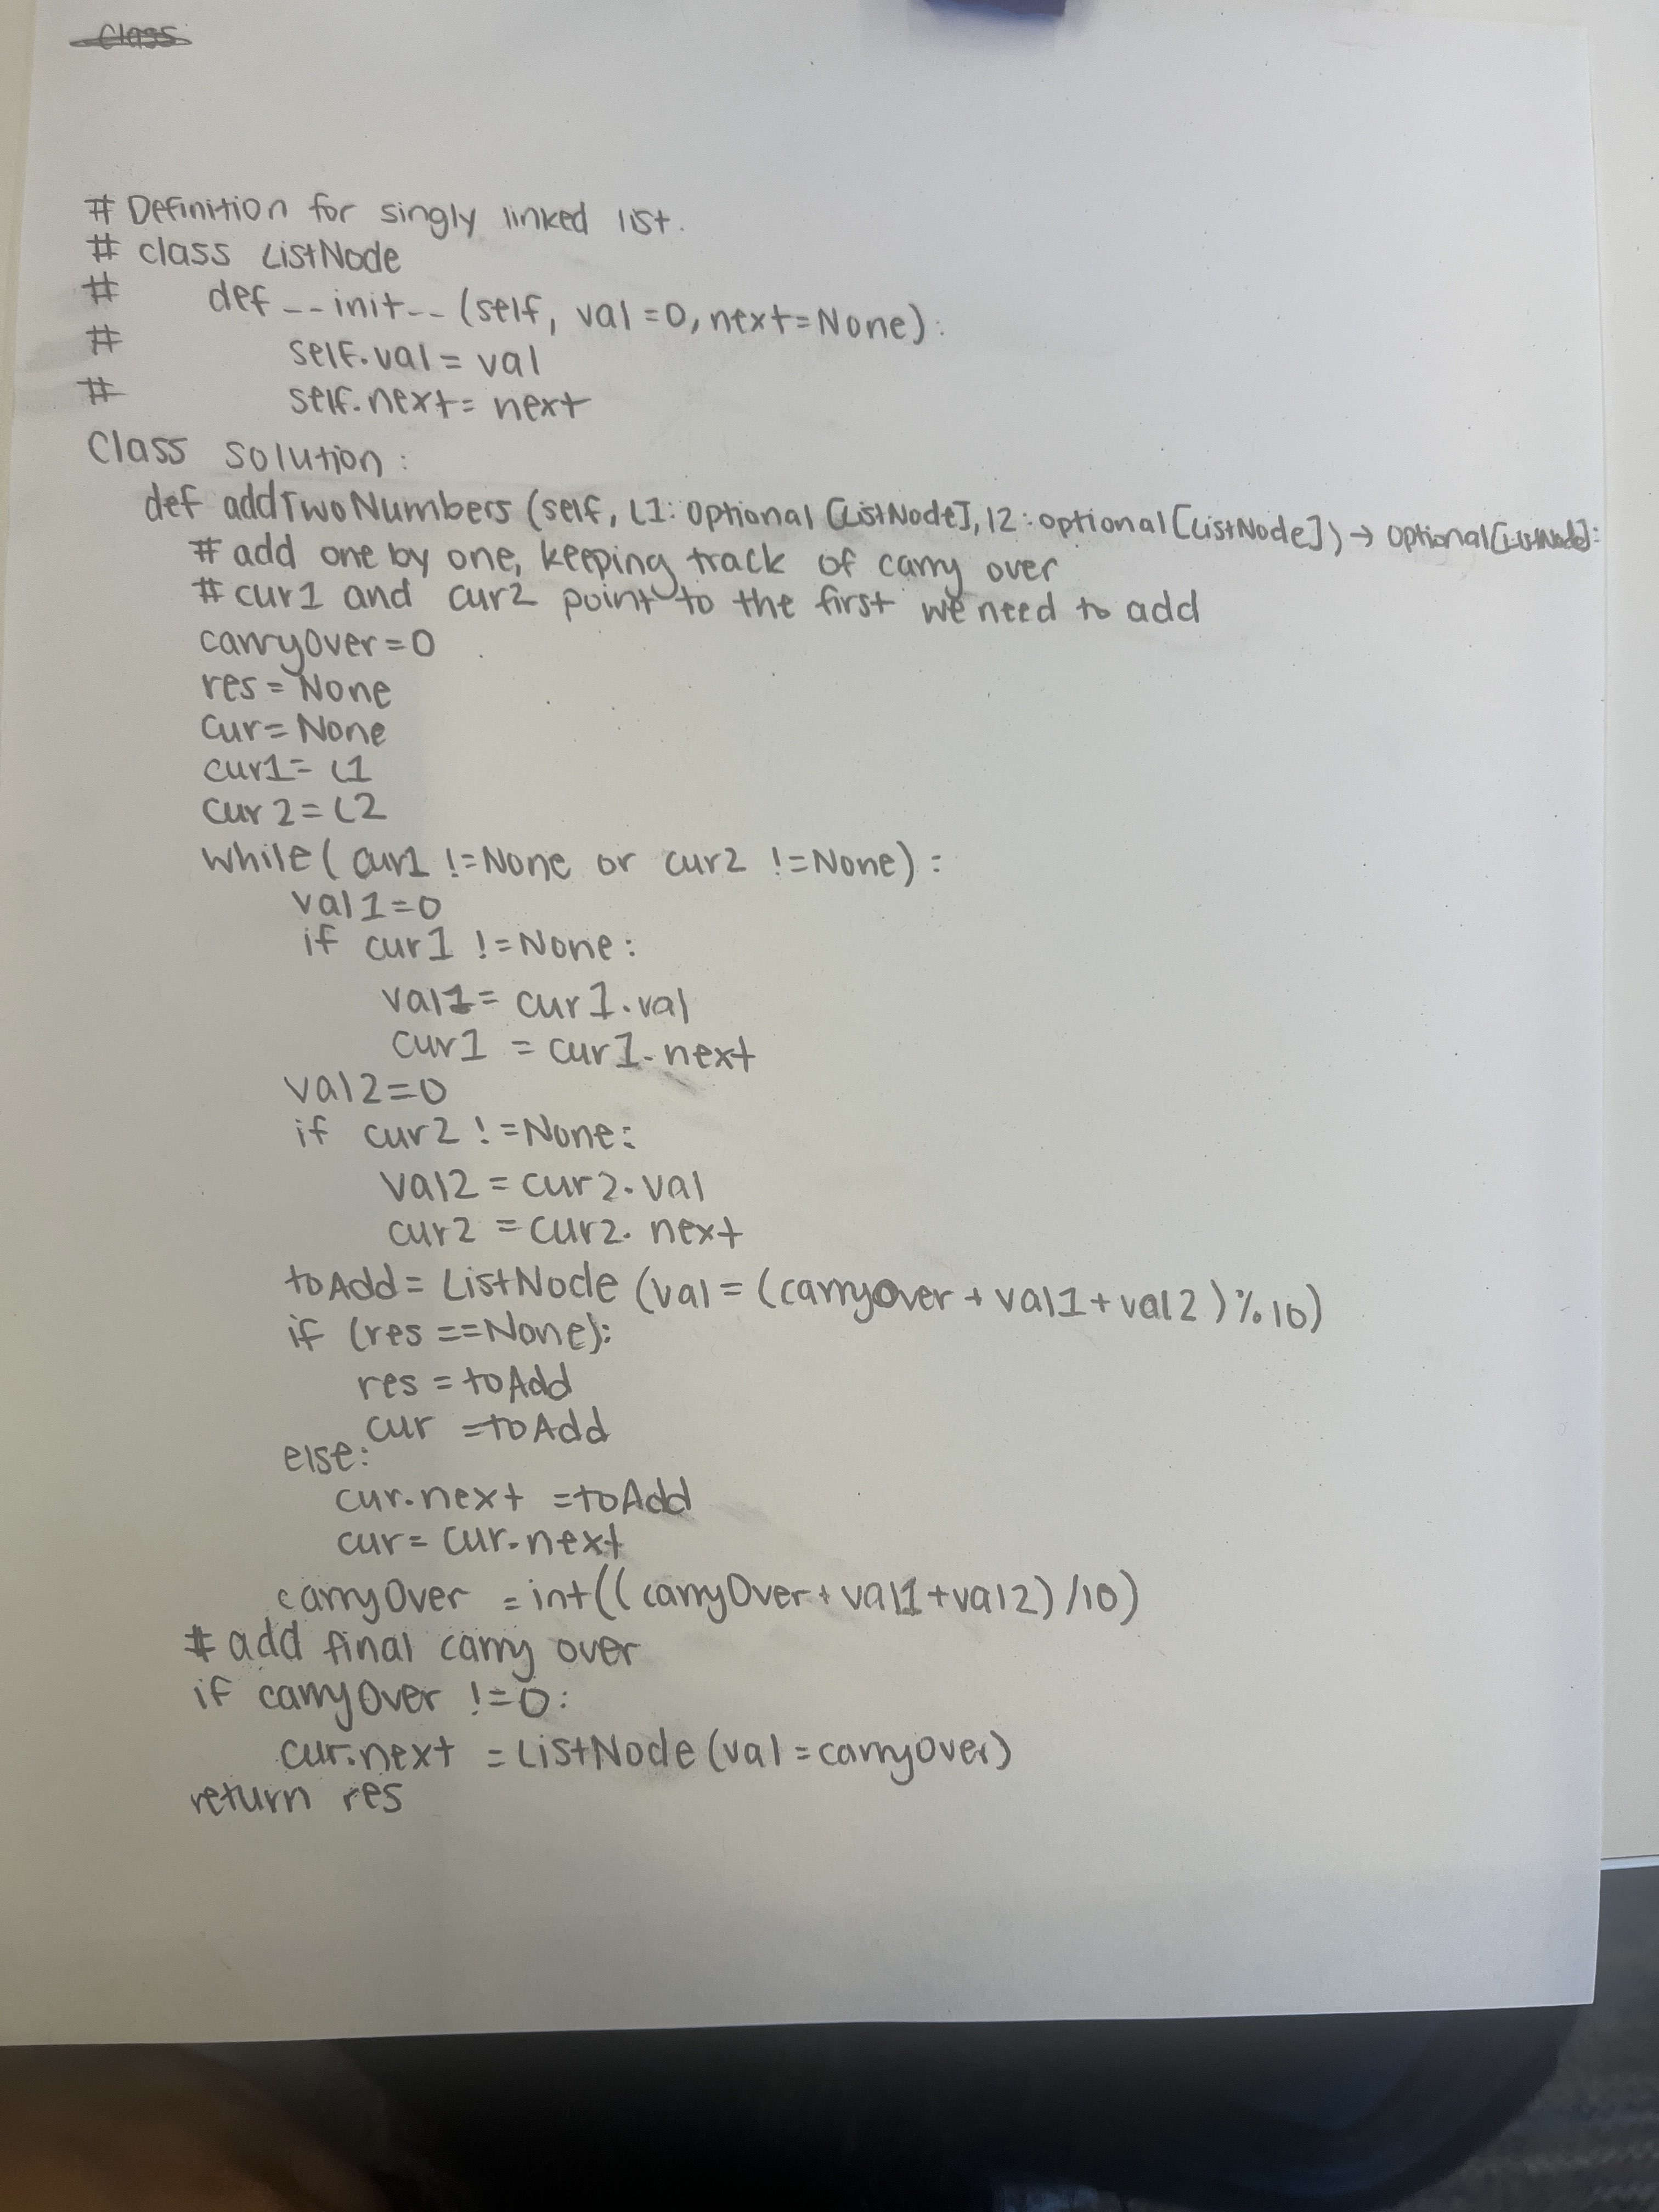 # Definition for singly linked list.
# class ListNode
# def __init__(self, val=0, next=None):
# self.val = val
# self.next = next
Class solution:
def addTwoNumbers (self, L1: Optional [ListNode], l2: optional [ListNode]) → Optional [ListNode]:
# add one by one, keeping track of carry over
# cur1 and cur2 point to the first we need to add
carryOver = 0
res = None
cur = None
cur1 = L1
cur2 = L2
while (cur1 != None or cur2 != None):
val1 = 0
if cur1 != None:
val1 = cur1.val
cur1 = cur1.next
val2 = 0
if cur2 != None:
val2 = cur2.val
cur2 = cur2.next
toAdd = ListNode (val = (carryOver + val1 + val2) % 10)
if (res == None):
res = toAdd
cur = toAdd
else:
cur.next = toAdd
cur = cur.next
carryOver = int((carryOver + val1 + val2) / 10)
# add final carry over
if carryOver != 0:
cur.next = ListNode (val = carryOver)
return res